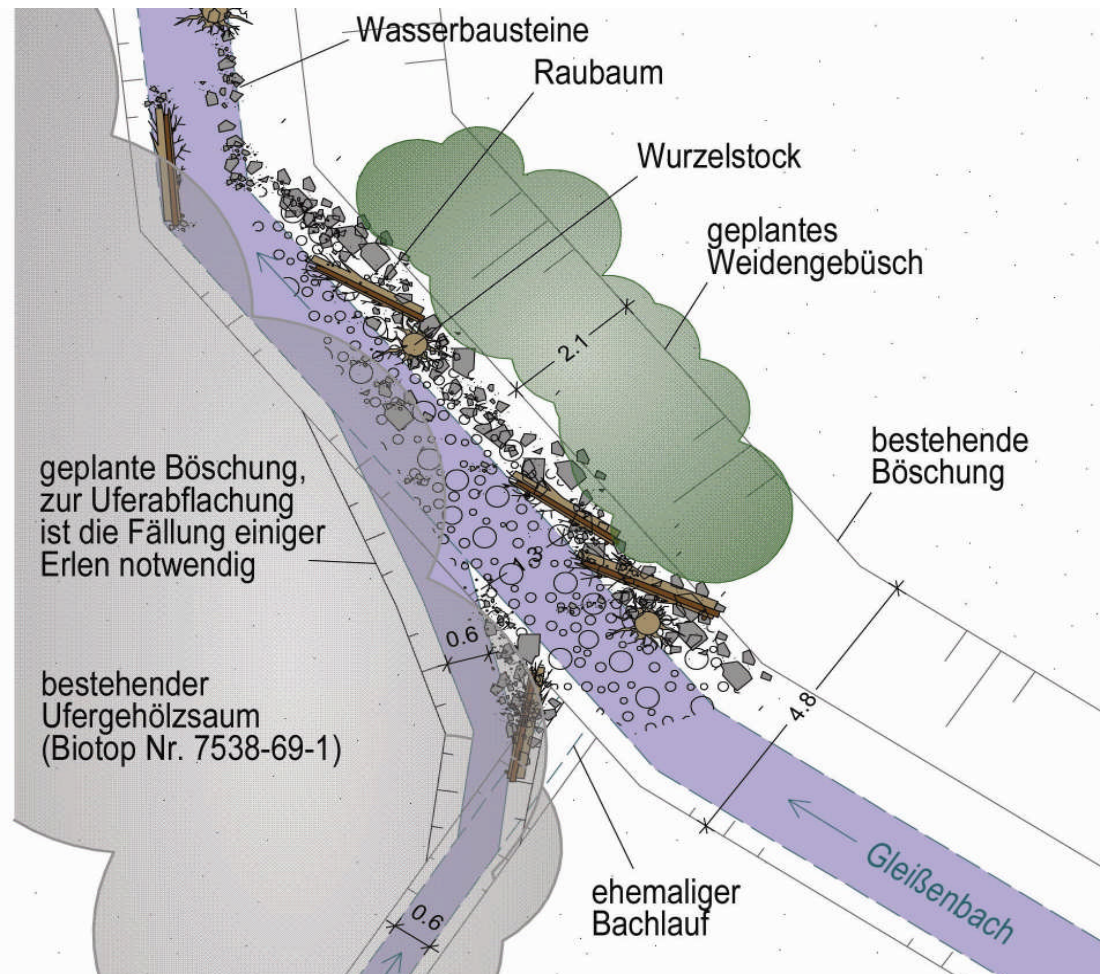 Wasserbausteine
Raubaum
Wurzelstock
geplantes
Weidengebüsch
2.1
bestehende
Böschung
geplante Böschung,
zur Uferabflachung
ist die Fällung einiger
Erlen notwendig
1.3
0.6
bestehender
Ufergehölzsaum
(Biotop Nr. 7538-69-1)
4.8
Gleißenbach
ehemaliger
Bachlauf
0.6